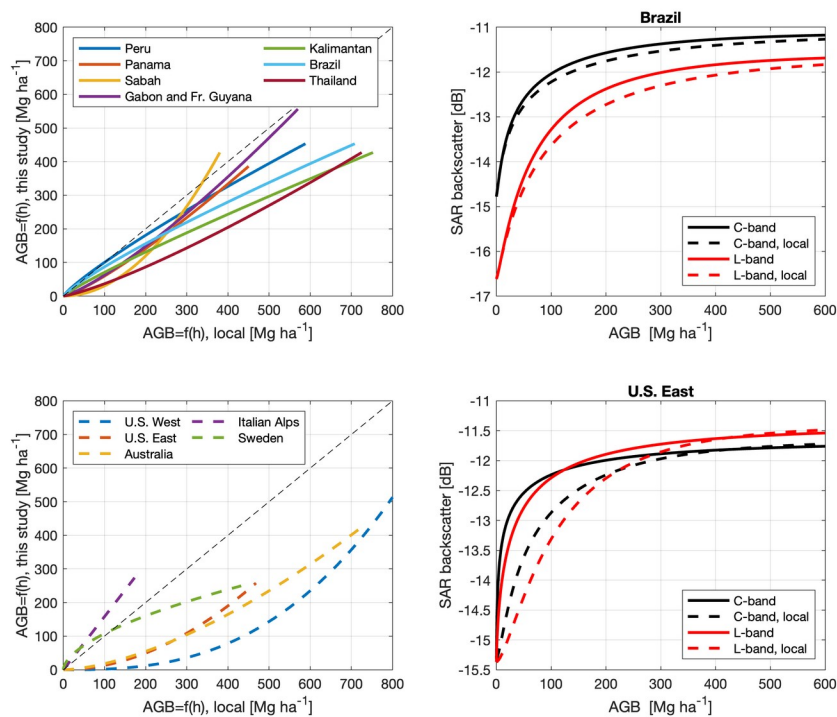 800
700
600
500
400
300
200
100
0
AGB=f(h), this study [Mg ha⁻¹]
Peru
Panama
Sabah
Gabon and Fr. Guyana
Kalimantan
Brazil
Thailand
0 100 200 300 400 500 600 700 800
AGB=f(h), local [Mg ha⁻¹]
Brazil
-11
-12
-13
-14
-15
-16
-17
SAR backscatter [dB]
C-band
C-band, local
L-band
L-band, local
0 100 200 300 400 500 600
AGB [Mg ha⁻¹]
800
700
600
500
400
300
200
100
0
AGB=f(h), this study [Mg ha⁻¹]
U.S. West
U.S. East
Australia
Italian Alps
Sweden
0 100 200 300 400 500 600 700 800
AGB=f(h), local [Mg ha⁻¹]
U.S. East
-11
-11.5
-12
-12.5
-13
-13.5
-14
-14.5
-15
-15.5
SAR backscatter [dB]
C-band
C-band, local
L-band
L-band, local
0 100 200 300 400 500 600
AGB [Mg ha⁻¹]